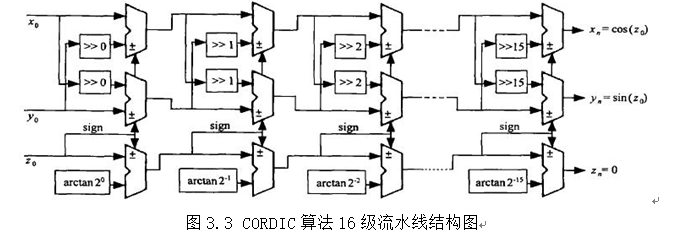 x₀ >> 0 ± >> 1 ± >> 2 ± >>15 ± xₙ = cos(z₀)
>> 0 >> 1 >> 2 >>15
y₀ ± ± ± ± yₙ = sin(z₀)
sign sign sign sign
z₀ ± ± ± ± zₙ = 0
arctan 2⁰ arctan 2⁻¹ arctan 2⁻² arctan 2⁻¹⁵
图 3.3 CORDIC 算法 16 级流水线结构图